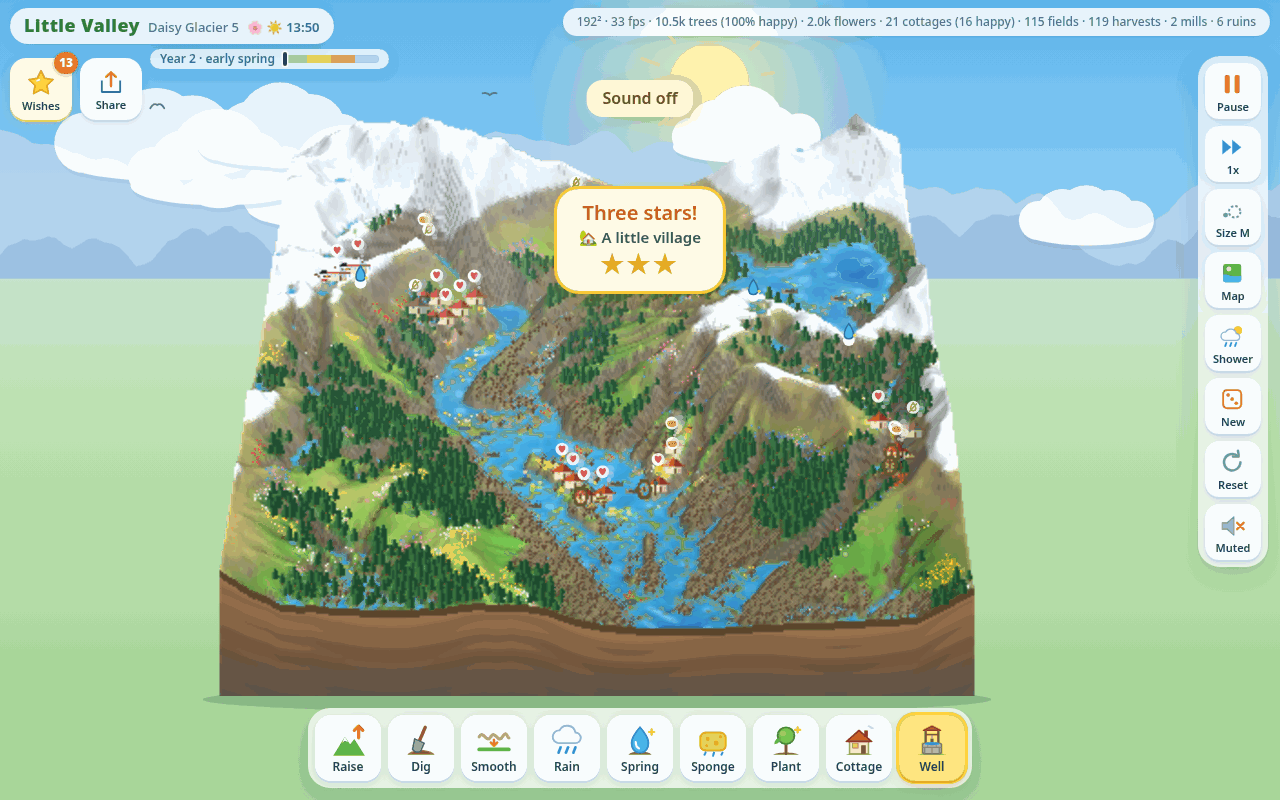 Little Valley Daisy Glacier 5 13:50
192² · 33 fps · 10.5k trees (100% happy) · 2.0k flowers · 21 cottages (16 happy) · 115 fields · 119 harvests · 2 mills · 6 ruins
Year 2 · early spring
13
Wishes
Share
Sound off
Three stars!
A little village
Pause
1x
Size M
Map
Shower
New
Reset
Muted
Raise
Dig
Smooth
Rain
Spring
Sponge
Plant
Cottage
Well